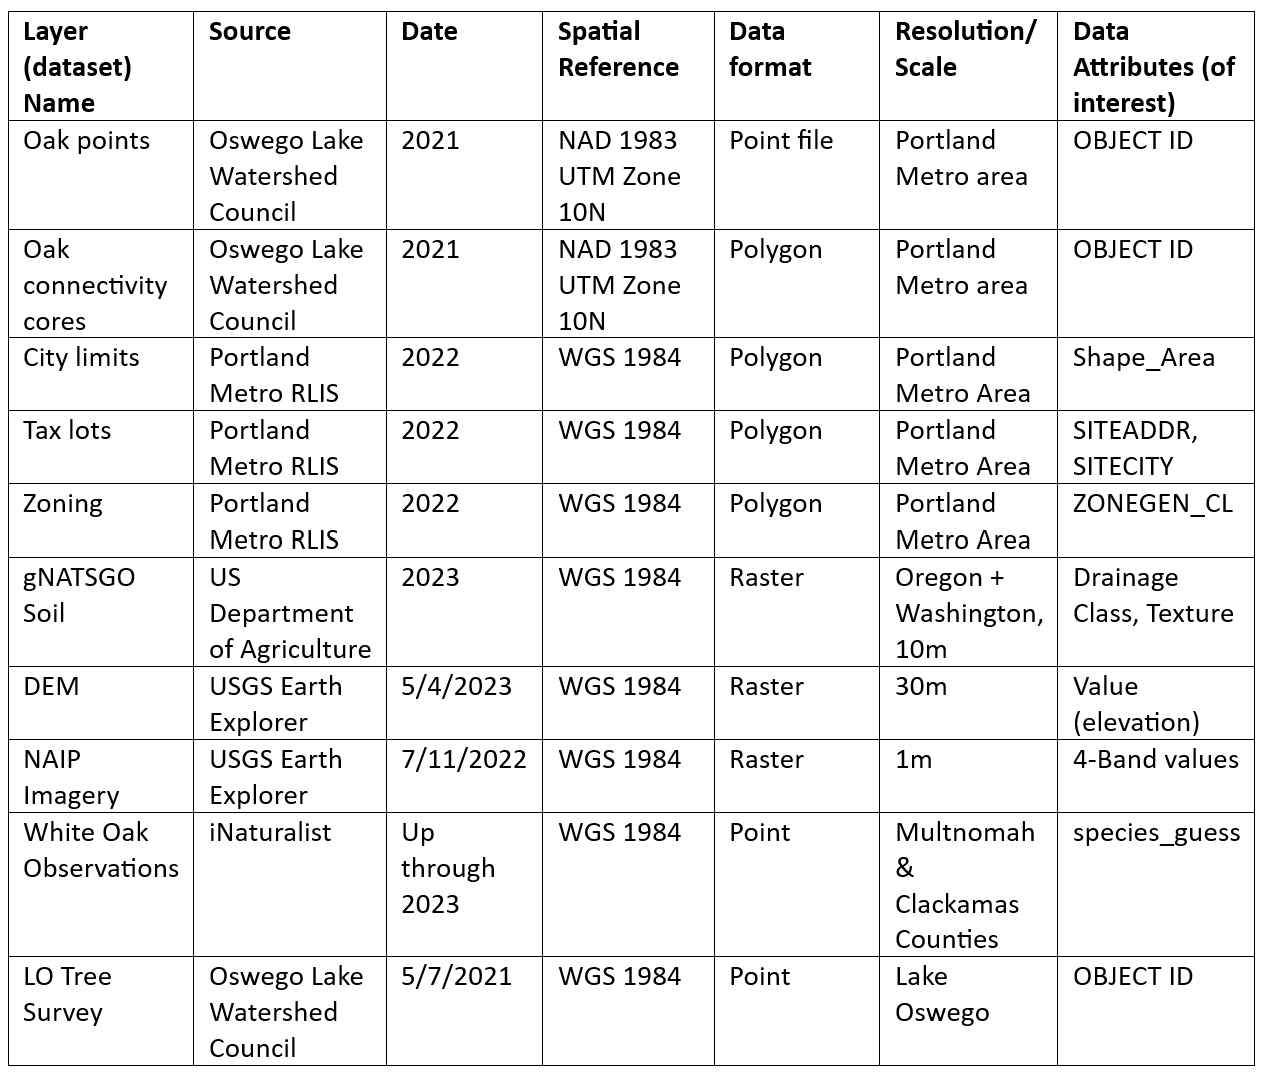 Layer (dataset) Name
Source
Date
Spatial Reference
Data format
Resolution/ Scale
Data Attributes (of interest)
Oak points
Oswego Lake Watershed Council
2021
NAD 1983 UTM Zone 10N
Point file
Portland Metro area
OBJECT ID
Oak connectivity cores
Oswego Lake Watershed Council
2021
NAD 1983 UTM Zone 10N
Polygon
Portland Metro area
OBJECT ID
City limits
Portland Metro RLIS
2022
WGS 1984
Polygon
Portland Metro Area
Shape_Area
Tax lots
Portland Metro RLIS
2022
WGS 1984
Polygon
Portland Metro Area
SITEADDR, SITECITY
Zoning
Portland Metro RLIS
2022
WGS 1984
Polygon
Portland Metro Area
ZONEGEN_CL
gNATSGO Soil
US Department of Agriculture
2023
WGS 1984
Raster
Oregon + Washington, 10m
Drainage Class, Texture
DEM
USGS Earth Explorer
5/4/2023
WGS 1984
Raster
30m
Value (elevation)
NAIP Imagery
USGS Earth Explorer
7/11/2022
WGS 1984
Raster
1m
4-Band values
White Oak Observations
iNaturalist
Up through 2023
WGS 1984
Point
Multnomah & Clackamas Counties
species_guess
LO Tree Survey
Oswego Lake Watershed Council
5/7/2021
WGS 1984
Point
Lake Oswego
OBJECT ID